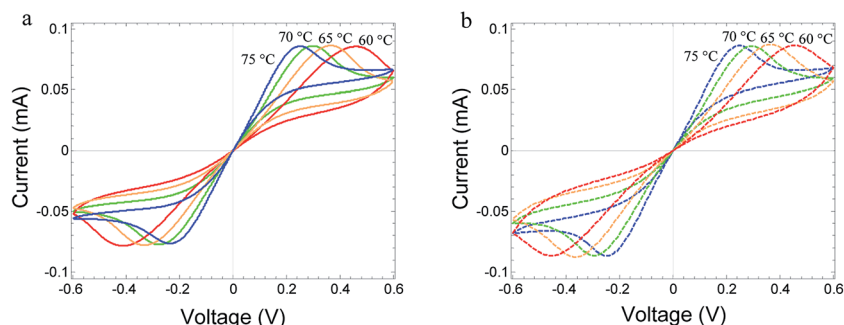 a
0.1
0.05
0
-0.05
-0.1
Current (mA)
75 °C
70 °C
65 °C
60 °C
-0.6
-0.4
-0.2
0
0.2
0.4
0.6
Voltage (V)
b
0.1
0.05
0
-0.05
-0.1
Current (mA)
75 °C
70 °C
65 °C
60 °C
-0.6
-0.4
-0.2
0
0.2
0.4
0.6
Voltage (V)